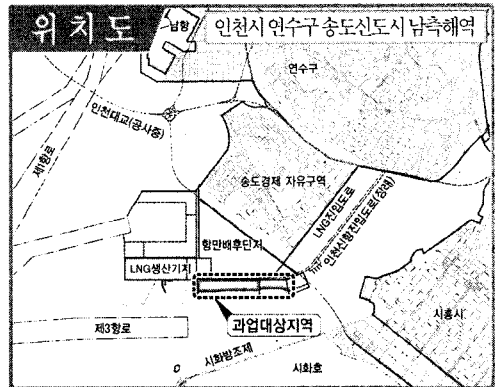 위치도
인천시 연수구 송도신도시 남측해역
남항
연수구
인천대교(공사중)
제1항로
송도경제 자유구역
LNG진입도로
인천신항진입도로(장래)
항만배후단지
LNG생산기지
시흥시
제3항로
과업대상지역
시화방조제
시화호